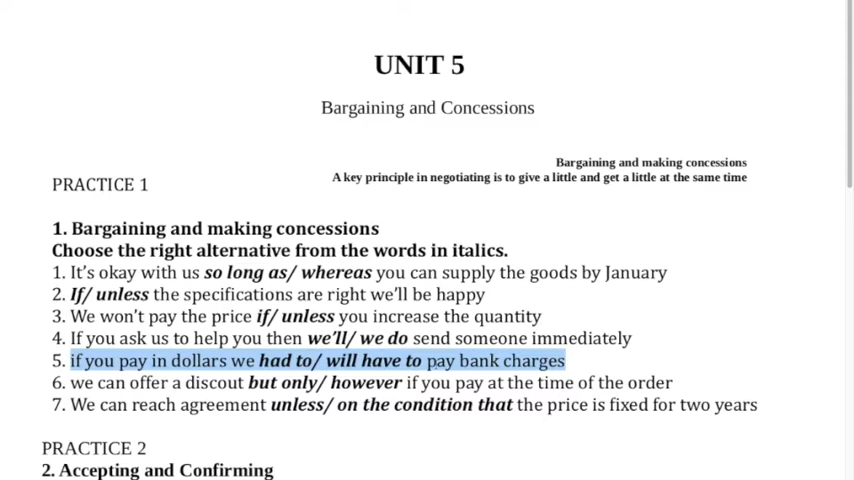 UNIT 5
Bargaining and Concessions
Bargaining and making concessions
A key principle in negotiating is to give a little and get a little at the same time
PRACTICE 1
1. Bargaining and making concessions
Choose the right alternative from the words in italics.
1. It's okay with us so long as/ whereas you can supply the goods by January
2. If/ unless the specifications are right we'll be happy
3. We won't pay the price if/ unless you increase the quantity
4. If you ask us to help you then we'll/ we do send someone immediately
5. if you pay in dollars we had to/ will have to pay bank charges
6. we can offer a discout but only/ however if you pay at the time of the order
7. We can reach agreement unless/ on the condition that the price is fixed for two years
PRACTICE 2
2. Accepting and Confirming